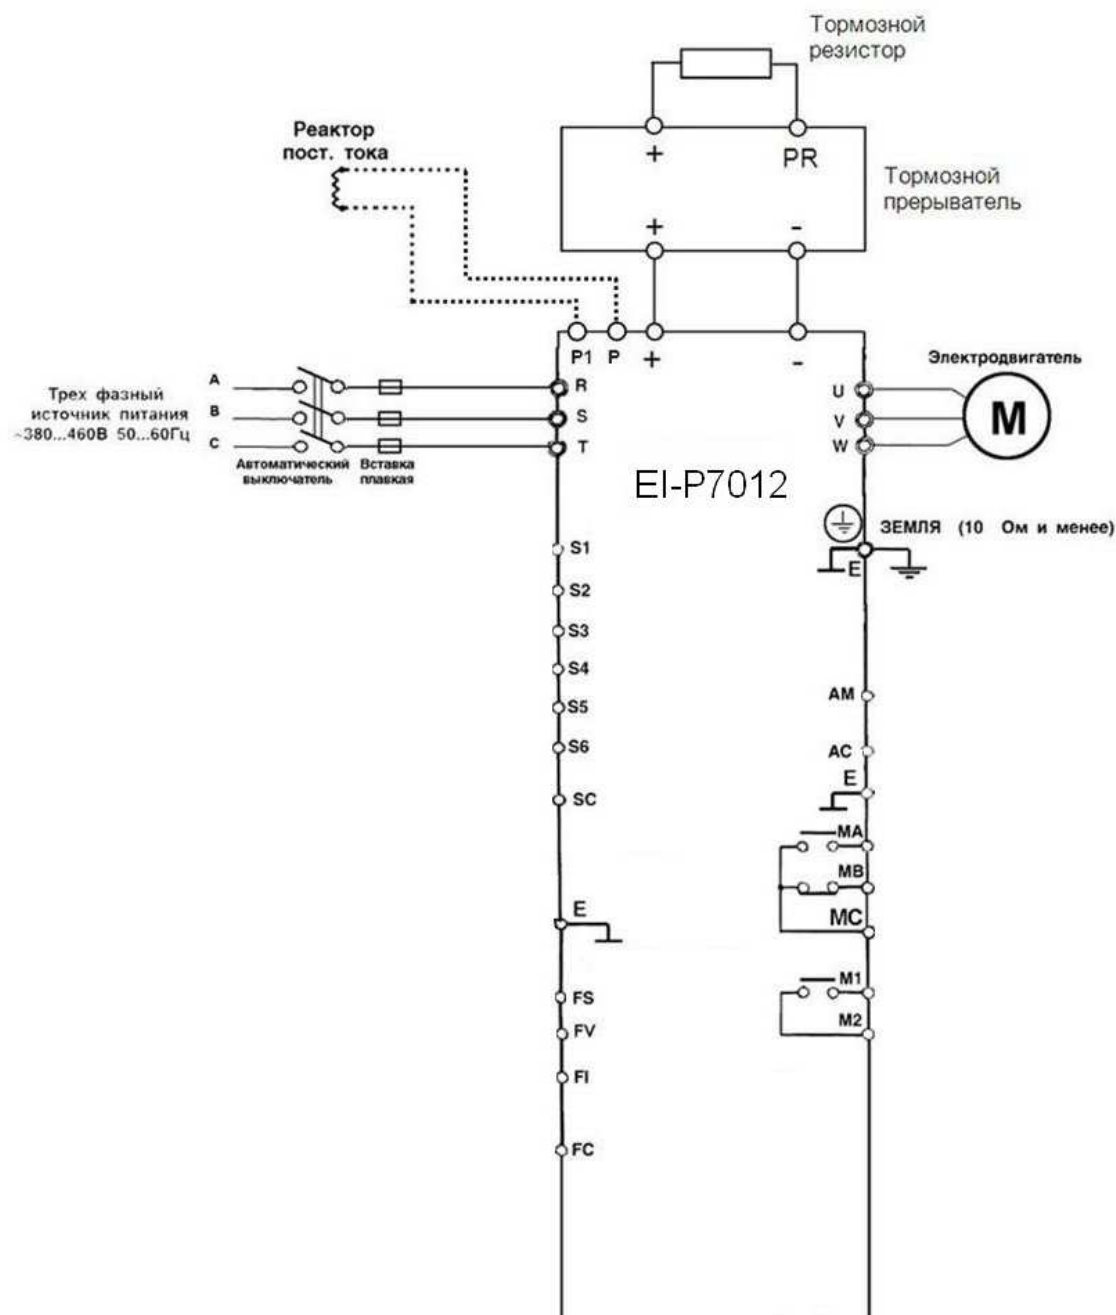 Тормозной
резистор
Реактор
пост. тока
+
PR
Тормозной
прерыватель
+
-
P1
P
+
-
Электродвигатель
Трех фазный
источник питания
~380...460В 50...60Гц
A
B
C
Автоматический
выключатель
Вставка
плавкая
R
S
T
U
V
W
M
EI-P7012
ЗЕМЛЯ (10 Ом и менее)
E
S1
S2
S3
S4
S5
S6
SC
E
FS
FV
FI
FC
AM
AC
E
MA
MB
MC
M1
M2